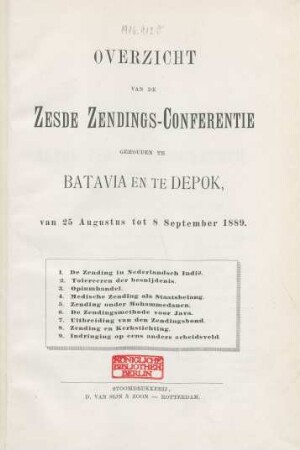 OVERZICHT
VAN DE
ZESDE ZENDINGS-CONFERENTIE
GEHOUDEN TE
BATAVIA EN TE DEPOK,
van 25 Augustus tot 8 September 1889.
1. De Zending in Nederlandsch Indië.
2. Tolereeren der besnijdenis.
3. Opiumhandel.
4. Medische Zending als Staatsbelang.
5. Zending onder Mohammedanen.
6. De Zendingsmethode voor Java.
7. Uitbreiding van den Zendingsbond.
8. Zending en Kerkstichting.
9. Indringing op eens anders arbeidsveld.
KÖNIGLICHE
BIBLIOTHEK
BERLIN
STOOMDRUKKERIJ,
D. VAN SIJN & ZOON — ROTTERDAM.